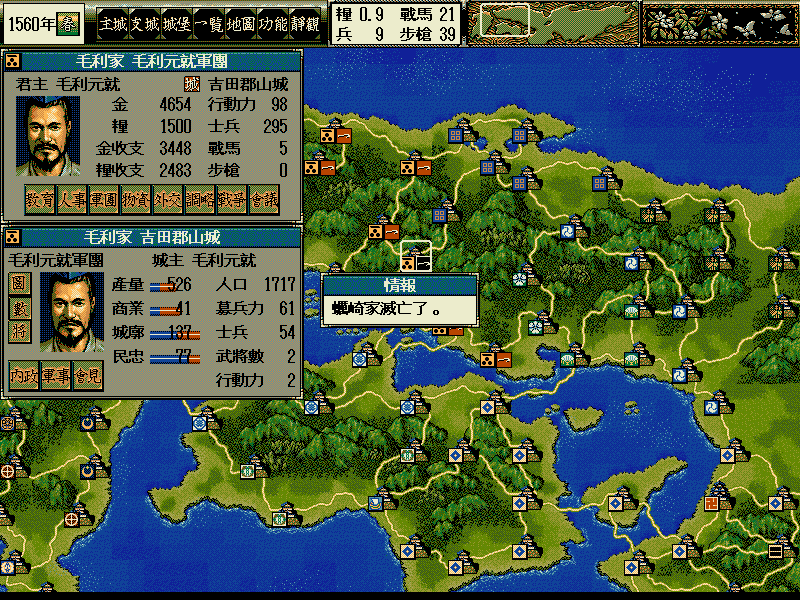 1560年 春 主城 支城 城堡 一覧 地圖 功能 靜觀
糧 0.9 戰馬 21
兵 9 步槍 39
毛利家 毛利元就軍團
君主 毛利元就 城 吉田郡山城
金 4654 行動力 98
糧 1500 士兵 295
金收支 3448 戰馬 5
糧收支 2483 步槍 0
教育 人事 軍團 物資 外交 調略 戰爭 會議
毛利家 吉田郡山城
毛利元就軍團 城主 毛利元就
圖 產量 526 人口 1717
數 商業 41 募兵力 61
將 城廓 137 士兵 54
民忠 77 武將數 2
內政 軍事 會見 行動力 2
情報
蠣崎家滅亡了。